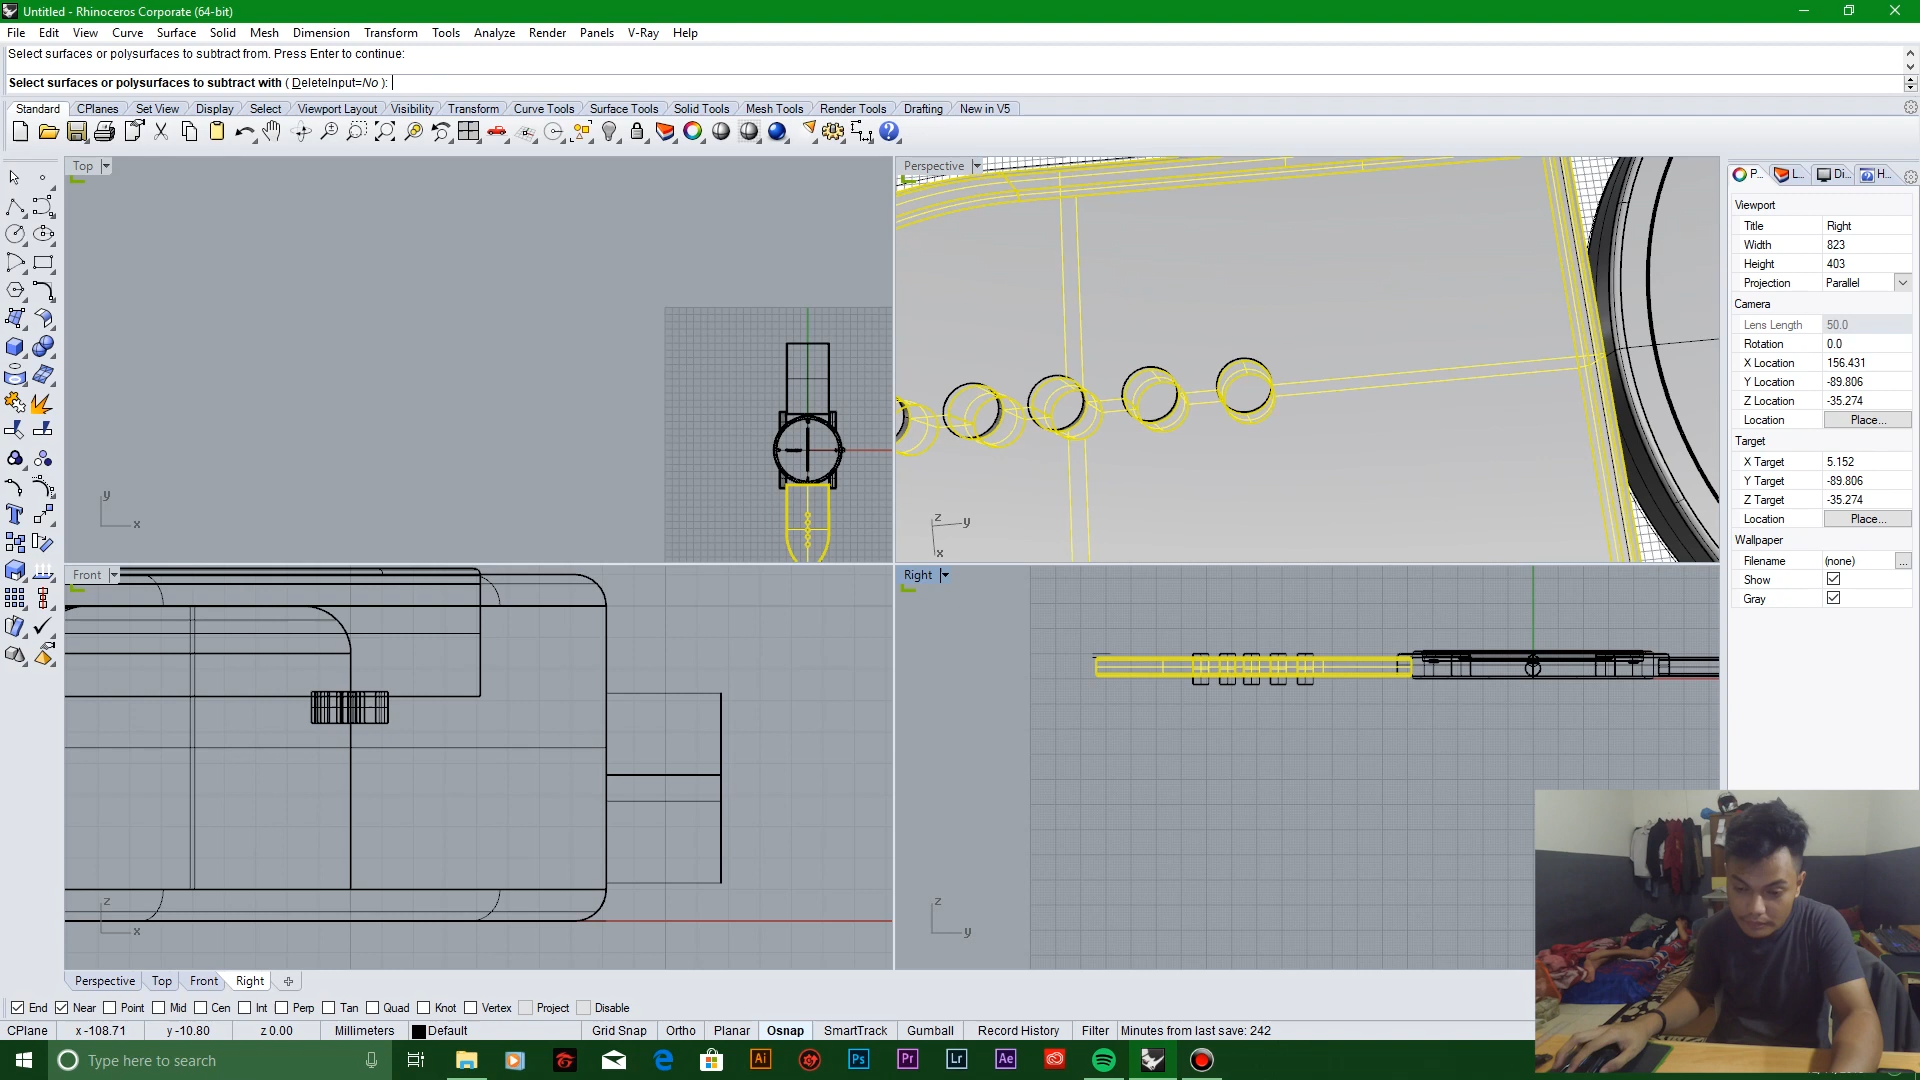 Untitled - Rhinoceros Corporate (64-bit)
File Edit View Curve Surface Solid Mesh Dimension Transform Tools Analyze Render Panels V-Ray Help
Select surfaces or polysurfaces to subtract from. Press Enter to continue:
Select surfaces or polysurfaces to subtract with ( DeleteInput=No ):
Standard CPlanes Set View Display Select Viewport Layout Visibility Transform Curve Tools Surface Tools Solid Tools Mesh Tools Render Tools Drafting New in V5
Top
Perspective
P... L... Di... H...
Viewport
Title Right
Width 823
Height 403
Projection Parallel
Camera
Lens Length 50.0
Rotation 0.0
X Location 156.431
Y Location -89.806
Z Location -35.274
Location Place...
Target
X Target 5.152
Y Target -89.806
Z Target -35.274
Location Place...
Wallpaper
Filename (none) ...
Show
Gray
y
x
z
y
x
Front
Right
z
x
z
y
Perspective Top Front Right
End Near Point Mid Cen Int Perp Tan Quad Knot Vertex Project Disable
CPlane x -108.71 y -10.80 z 0.00 Millimeters Default Grid Snap Ortho Planar Osnap SmartTrack Gumball Record History Filter Minutes from last save: 242
Type here to search
Ai Ps Pr Lr Ae